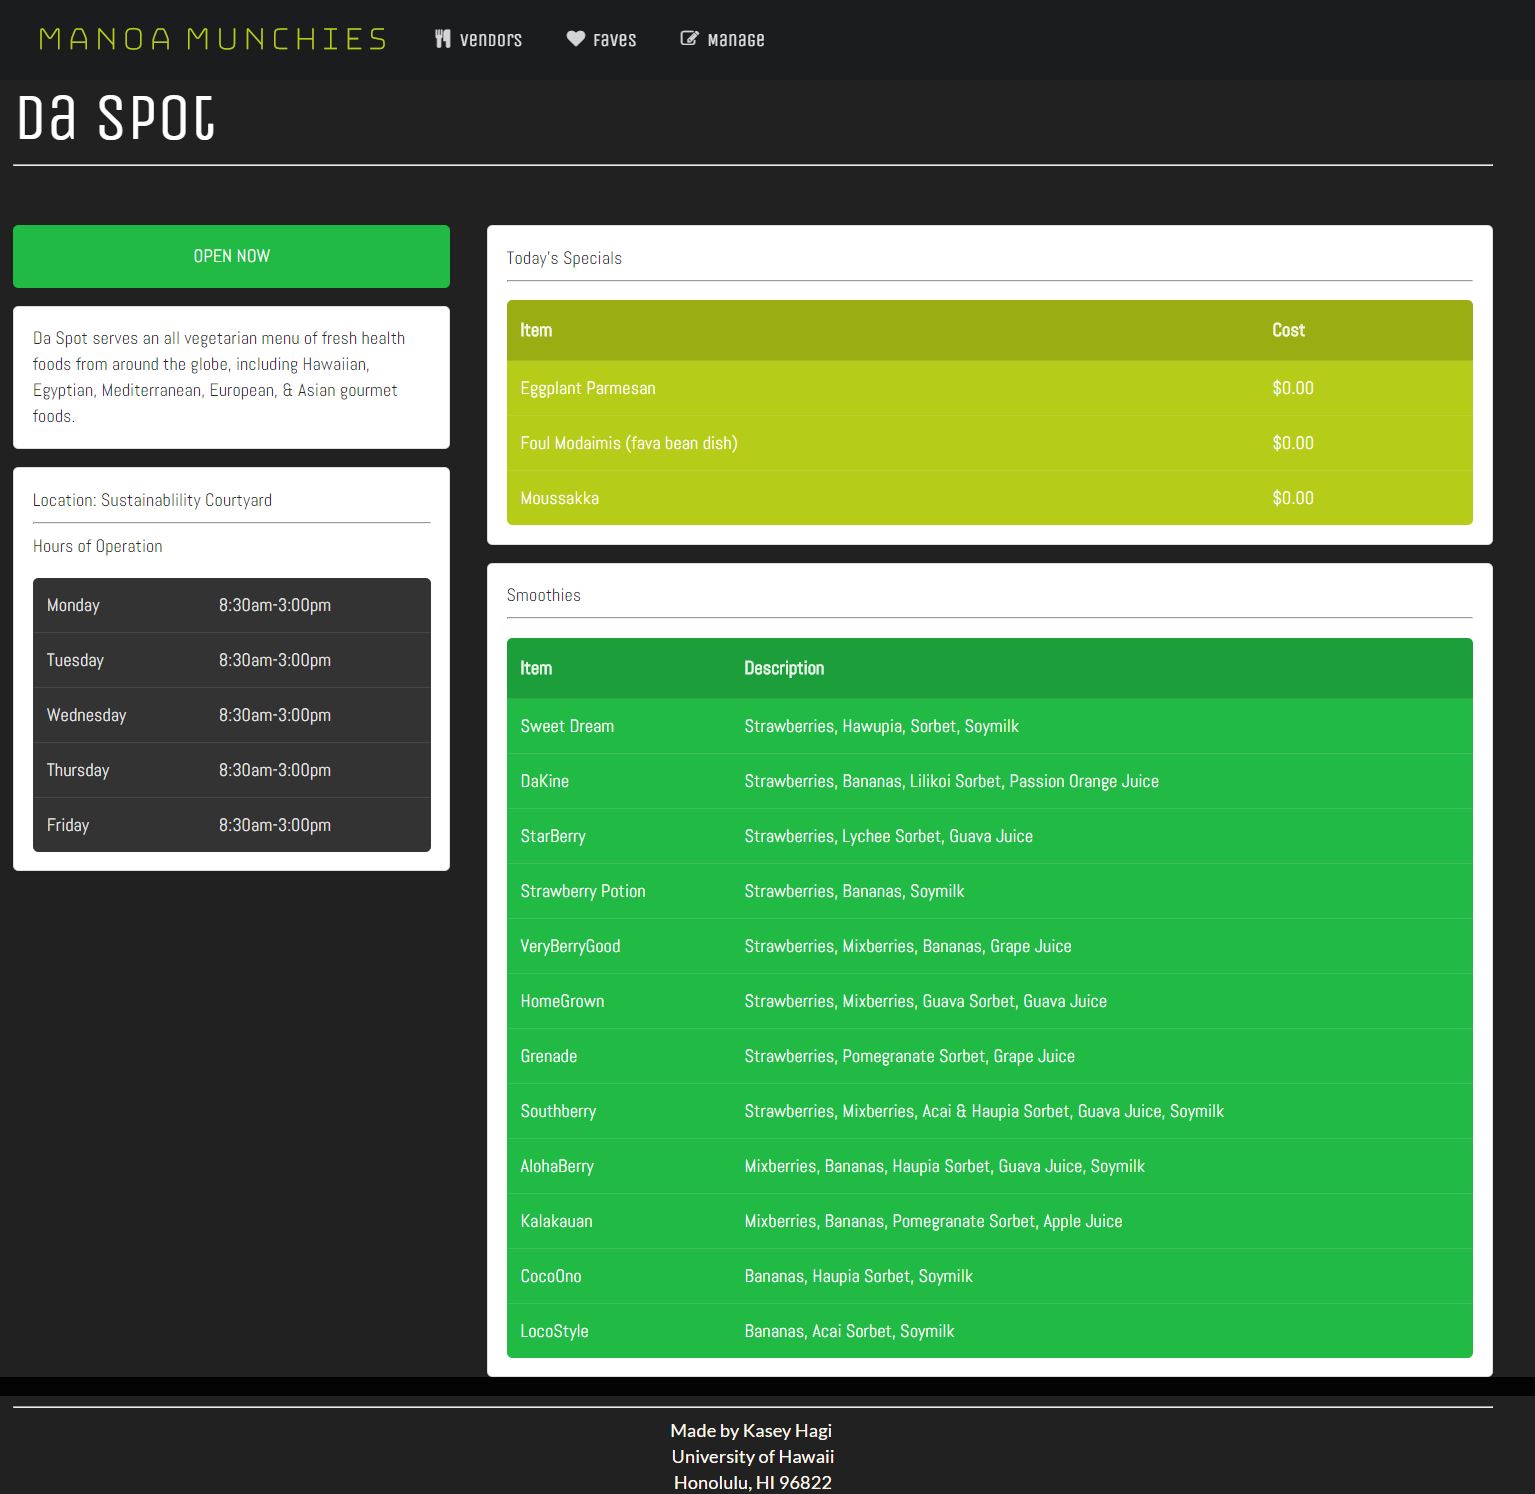 MANOA MUNCHIES
Vendors
Faves
Manage
Da Spot
OPEN NOW
Da Spot serves an all vegetarian menu of fresh health
foods from around the globe, including Hawaiian,
Egyptian, Mediterranean, European, & Asian gourmet
foods.
Location: Sustainablility Courtyard
Hours of Operation
Monday 8:30am-3:00pm
Tuesday 8:30am-3:00pm
Wednesday 8:30am-3:00pm
Thursday 8:30am-3:00pm
Friday 8:30am-3:00pm
Today's Specials
Item Cost
Eggplant Parmesan $0.00
Foul Modaimis (fava bean dish) $0.00
Moussakka $0.00
Smoothies
Item Description
Sweet Dream Strawberries, Hawupia, Sorbet, Soymilk
DaKine Strawberries, Bananas, Lilikoi Sorbet, Passion Orange Juice
StarBerry Strawberries, Lychee Sorbet, Guava Juice
Strawberry Potion Strawberries, Bananas, Soymilk
VeryBerryGood Strawberries, Mixberries, Bananas, Grape Juice
HomeGrown Strawberries, Mixberries, Guava Sorbet, Guava Juice
Grenade Strawberries, Pomegranate Sorbet, Grape Juice
Southberry Strawberries, Mixberries, Acai & Haupia Sorbet, Guava Juice, Soymilk
AlohaBerry Mixberries, Bananas, Haupia Sorbet, Guava Juice, Soymilk
Kalakauan Mixberries, Bananas, Pomegranate Sorbet, Apple Juice
CocoOno Bananas, Haupia Sorbet, Soymilk
LocoStyle Bananas, Acai Sorbet, Soymilk
Made by Kasey Hagi
University of Hawaii
Honolulu, HI 96822